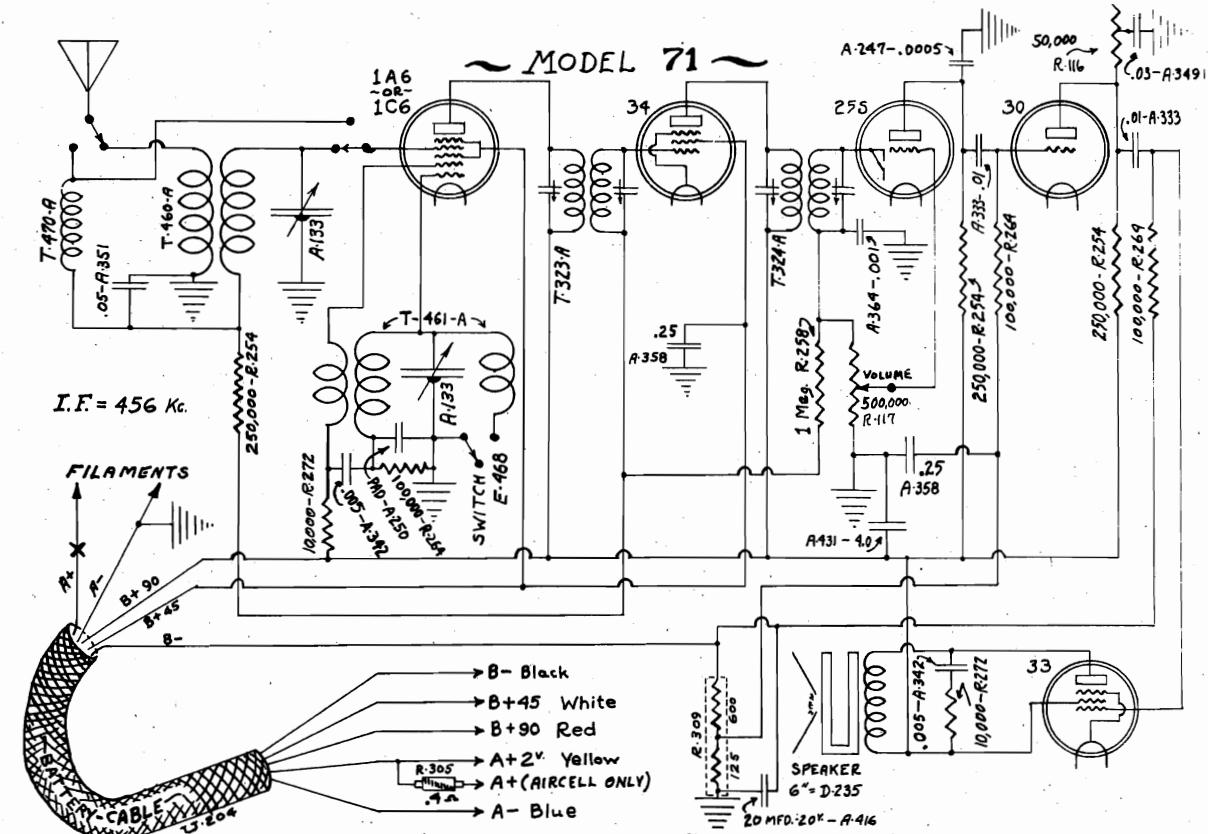 ~ MODEL 71 ~
1A6
~OR~
1C6
34
25S
30
A-247-.0005
50,000
R-116
.03-A-3491
.01-A-333
T-470-A
T-460-A
.05-A-351
A-133
T-323-A
T-324-A
A-333-.01
A-364-.001
250,000-R-254
100,000-R-264
250,000-R-254
100,000-R-269
T-461-A
A-133
.25
A-358
1 Meg. R-258
VOLUME
500,000
R-117
250,000-R-254
I.F. = 456 Kc.
10,000-R-272
.005-A-342
PAD-A-250
100,000-R-264
SWITCH
E-468
.25
A-358
A-431-4.0
FILAMENTS
A+
A-
B+90
B+45
B-
B- Black
B+45 White
B+90 Red
A+2V. Yellow
R-305
.4Ω
A+(AIRCELL ONLY)
A- Blue
BATTERY-CABLE
U-204
R-309
600
125
20 MFD.-20V-A-416
SPEAKER
6"=D-235
.005-A-342
10,000-R-272
33